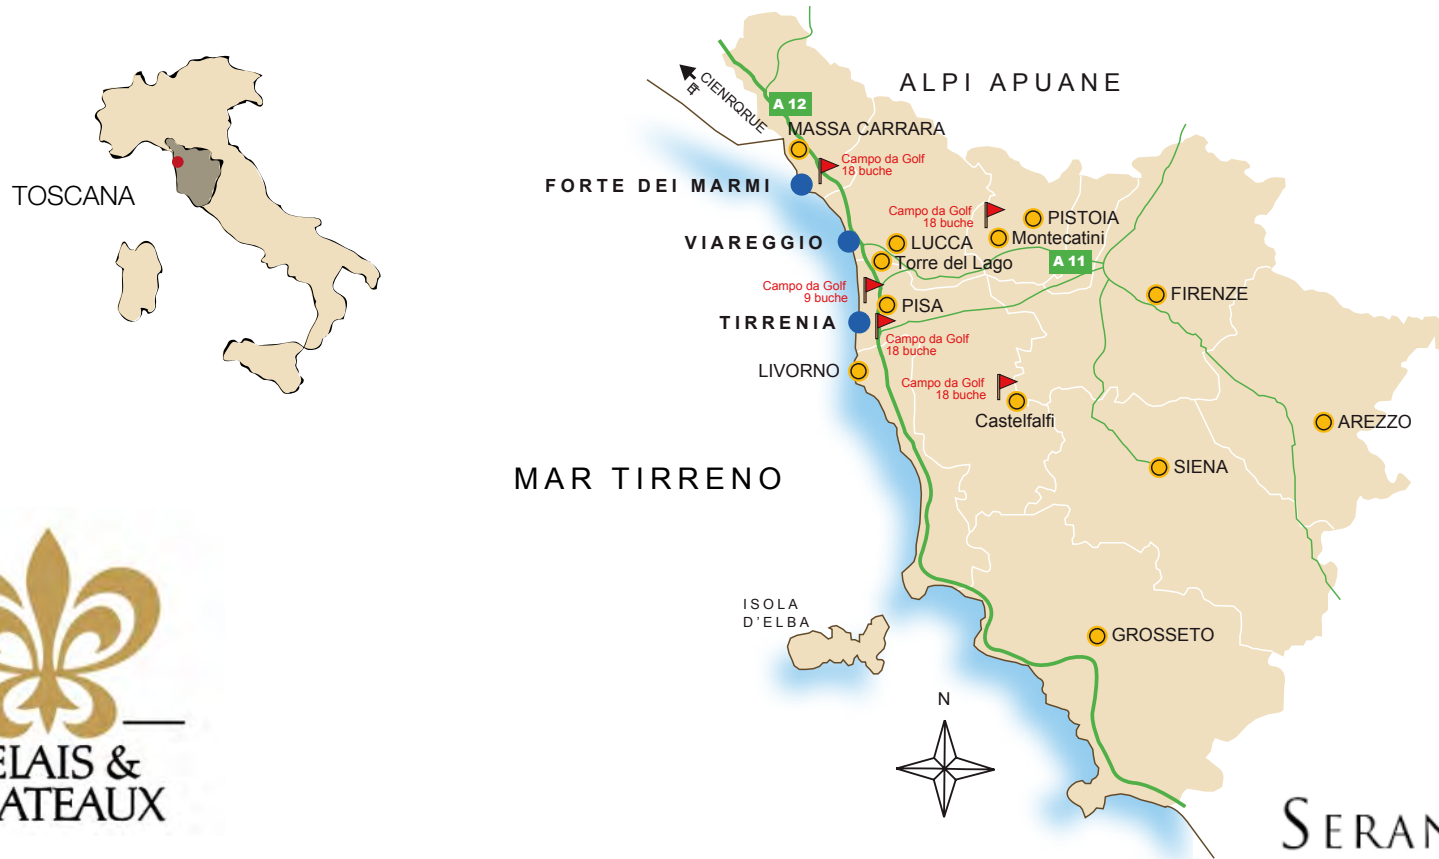 TOSCANA
ALPI APUANE
CIENRQRUE
A 12
MASSA CARRARA
Campo da Golf
18 buche
FORTE DEI MARMI
Campo da Golf
18 buche
PISTOIA
Montecatini
VIAREGGIO
LUCCA
Torre del Lago
A 11
Campo da Golf
9 buche
FIRENZE
PISA
TIRRENIA
Campo da Golf
18 buche
LIVORNO
Campo da Golf
18 buche
Castelfalfi
AREZZO
SIENA
MAR TIRRENO
ISOLA
D'ELBA
GROSSETO
N
ELAIS &
ATEAUX
SERAN